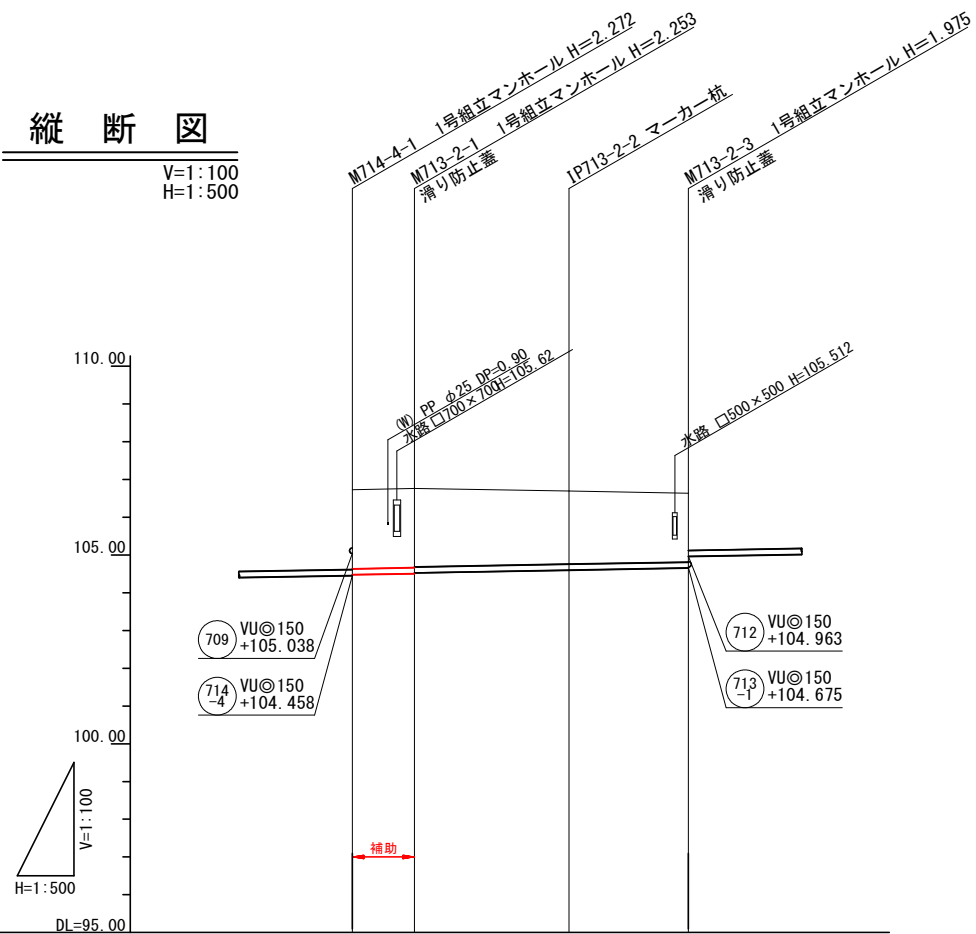 縦 断 図
V=1:100
H=1:500
M714-4-1 1号組立マンホール H=2.272
M713-2-1 1号組立マンホール H=2.253
滑り防止蓋
IP713-2-2 マーカー杭
M713-2-3 1号組立マンホール H=1.975
滑り防止蓋
110.00
(W) PP φ25 DP=0.90
水路 □700×700H=105.62
水路 □500×500 H=105.512
105.00
709 VU◎150
+105.038
714-4 VU◎150
+104.458
712 VU◎150
+104.963
713-1 VU◎150
+104.675
100.00
V=1:100
H=1:500
補助
DL=95.00